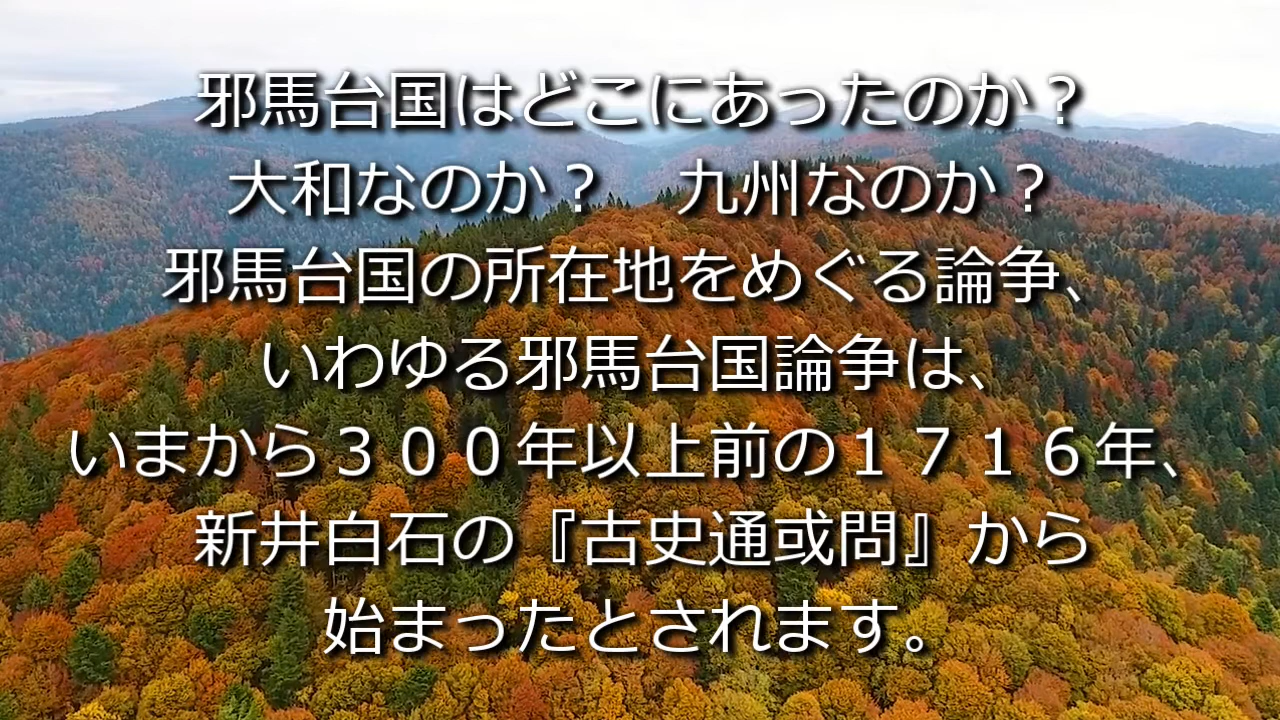 邪馬台国はどこにあったのか？
大和なのか？　九州なのか？
邪馬台国の所在地をめぐる論争、
いわゆる邪馬台国論争は、
いまから３００年以上前の１７１６年、
新井白石の『古史通或問』から
始まったとされます。